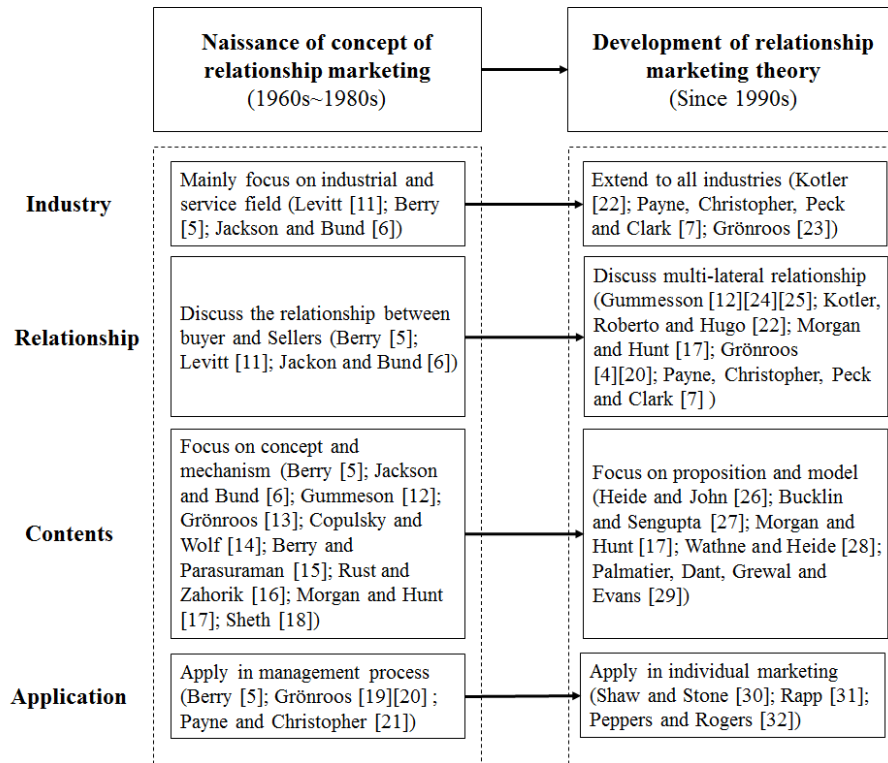 Naissance of concept of
relationship marketing
(1960s~1980s)
Development of relationship
marketing theory
(Since 1990s)
Industry
Mainly focus on industrial and
service field (Levitt [11]; Berry
[5]; Jackson and Bund [6])
Extend to all industries (Kotler
[22]; Payne, Christopher, Peck
and Clark [7]; Grönroos [23])
Relationship
Discuss the relationship between
buyer and Sellers (Berry [5];
Levitt [11]; Jackon and Bund [6])
Discuss multi-lateral relationship
(Gummesson [12][24][25]; Kotler,
Roberto and Hugo [22]; Morgan
and Hunt [17]; Grönroos
[4][20]; Payne, Christopher, Peck
and Clark [7] )
Contents
Focus on concept and
mechanism (Berry [5]; Jackson
and Bund [6]; Gummeson [12];
Grönroos [13]; Copulsky and
Wolf [14]; Berry and
Parasuraman [15]; Rust and
Zahorik [16]; Morgan and Hunt
[17]; Sheth [18])
Focus on proposition and model
(Heide and John [26]; Bucklin
and Sengupta [27]; Morgan and
Hunt [17]; Wathne and Heide [28];
Palmatier, Dant, Grewal and
Evans [29])
Application
Apply in management process
(Berry [5]; Grönroos [19][20] ;
Payne and Christopher [21])
Apply in individual marketing
(Shaw and Stone [30]; Rapp [31];
Peppers and Rogers [32])